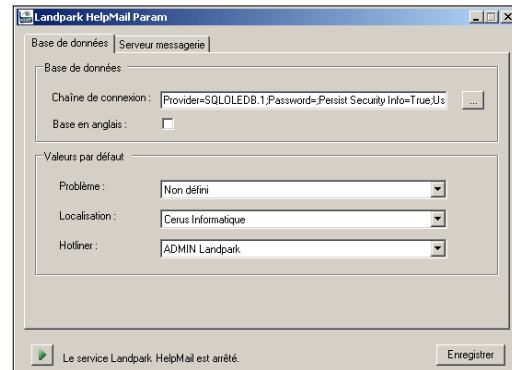 Landpark HelpMail Param
Base de données
Serveur messagerie
Base de données
Chaîne de connexion :
Provider=SQLOLEDB.1;Password=;Persist Security Info=True;Us
...
Base en anglais :
Valeurs par défaut
Problème :
Non défini
Localisation :
Cerus Informatique
Hotliner :
ADMIN Landpark
Le service Landpark HelpMail est arrêté.
Enregistrer